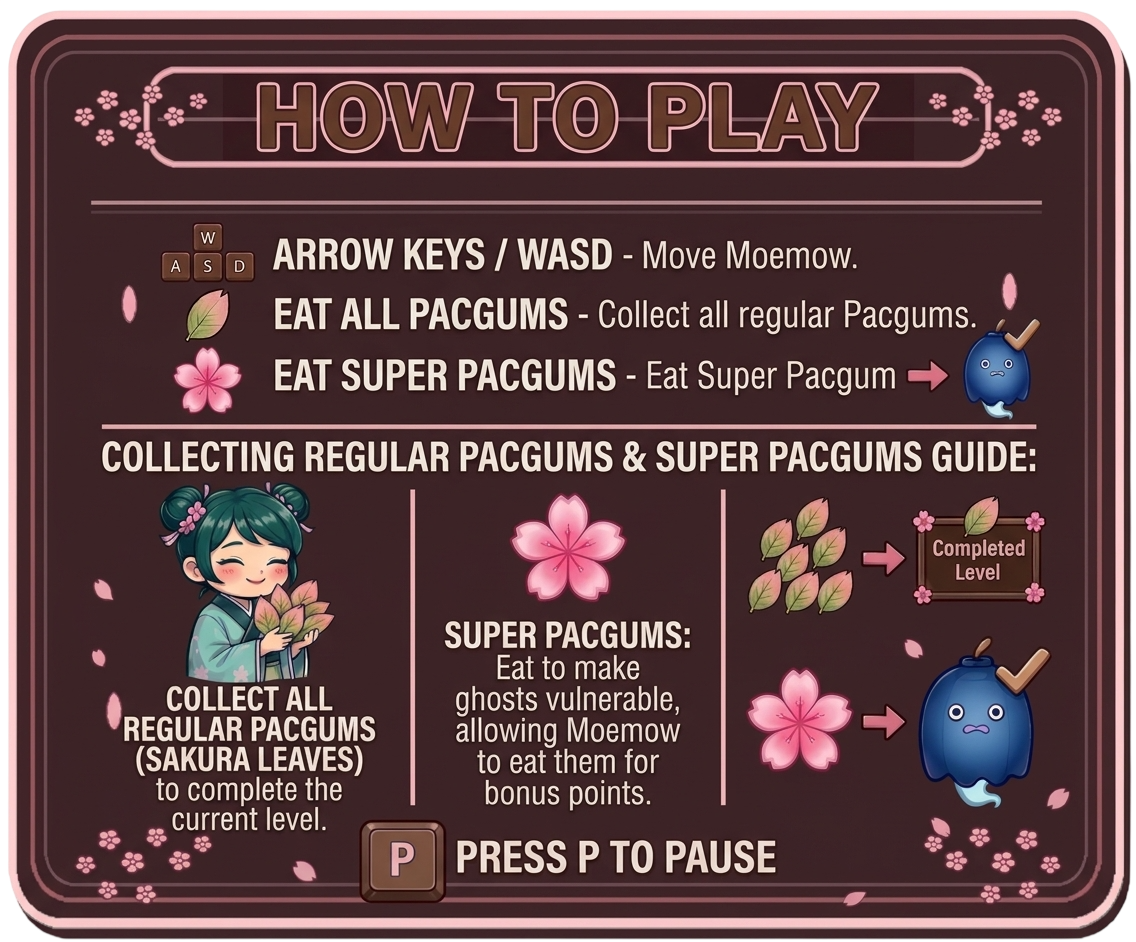 HOW TO PLAY
W
A S D
ARROW KEYS / WASD - Move Moemow.
EAT ALL PACGUMS - Collect all regular Pacgums.
EAT SUPER PACGUMS - Eat Super Pacgum
COLLECTING REGULAR PACGUMS & SUPER PACGUMS GUIDE:
COLLECT ALL
REGULAR PACGUMS
(SAKURA LEAVES)
to complete the
current level.
SUPER PACGUMS:
Eat to make
ghosts vulnerable,
allowing Moemow
to eat them for
bonus points.
Completed
Level
P
PRESS P TO PAUSE